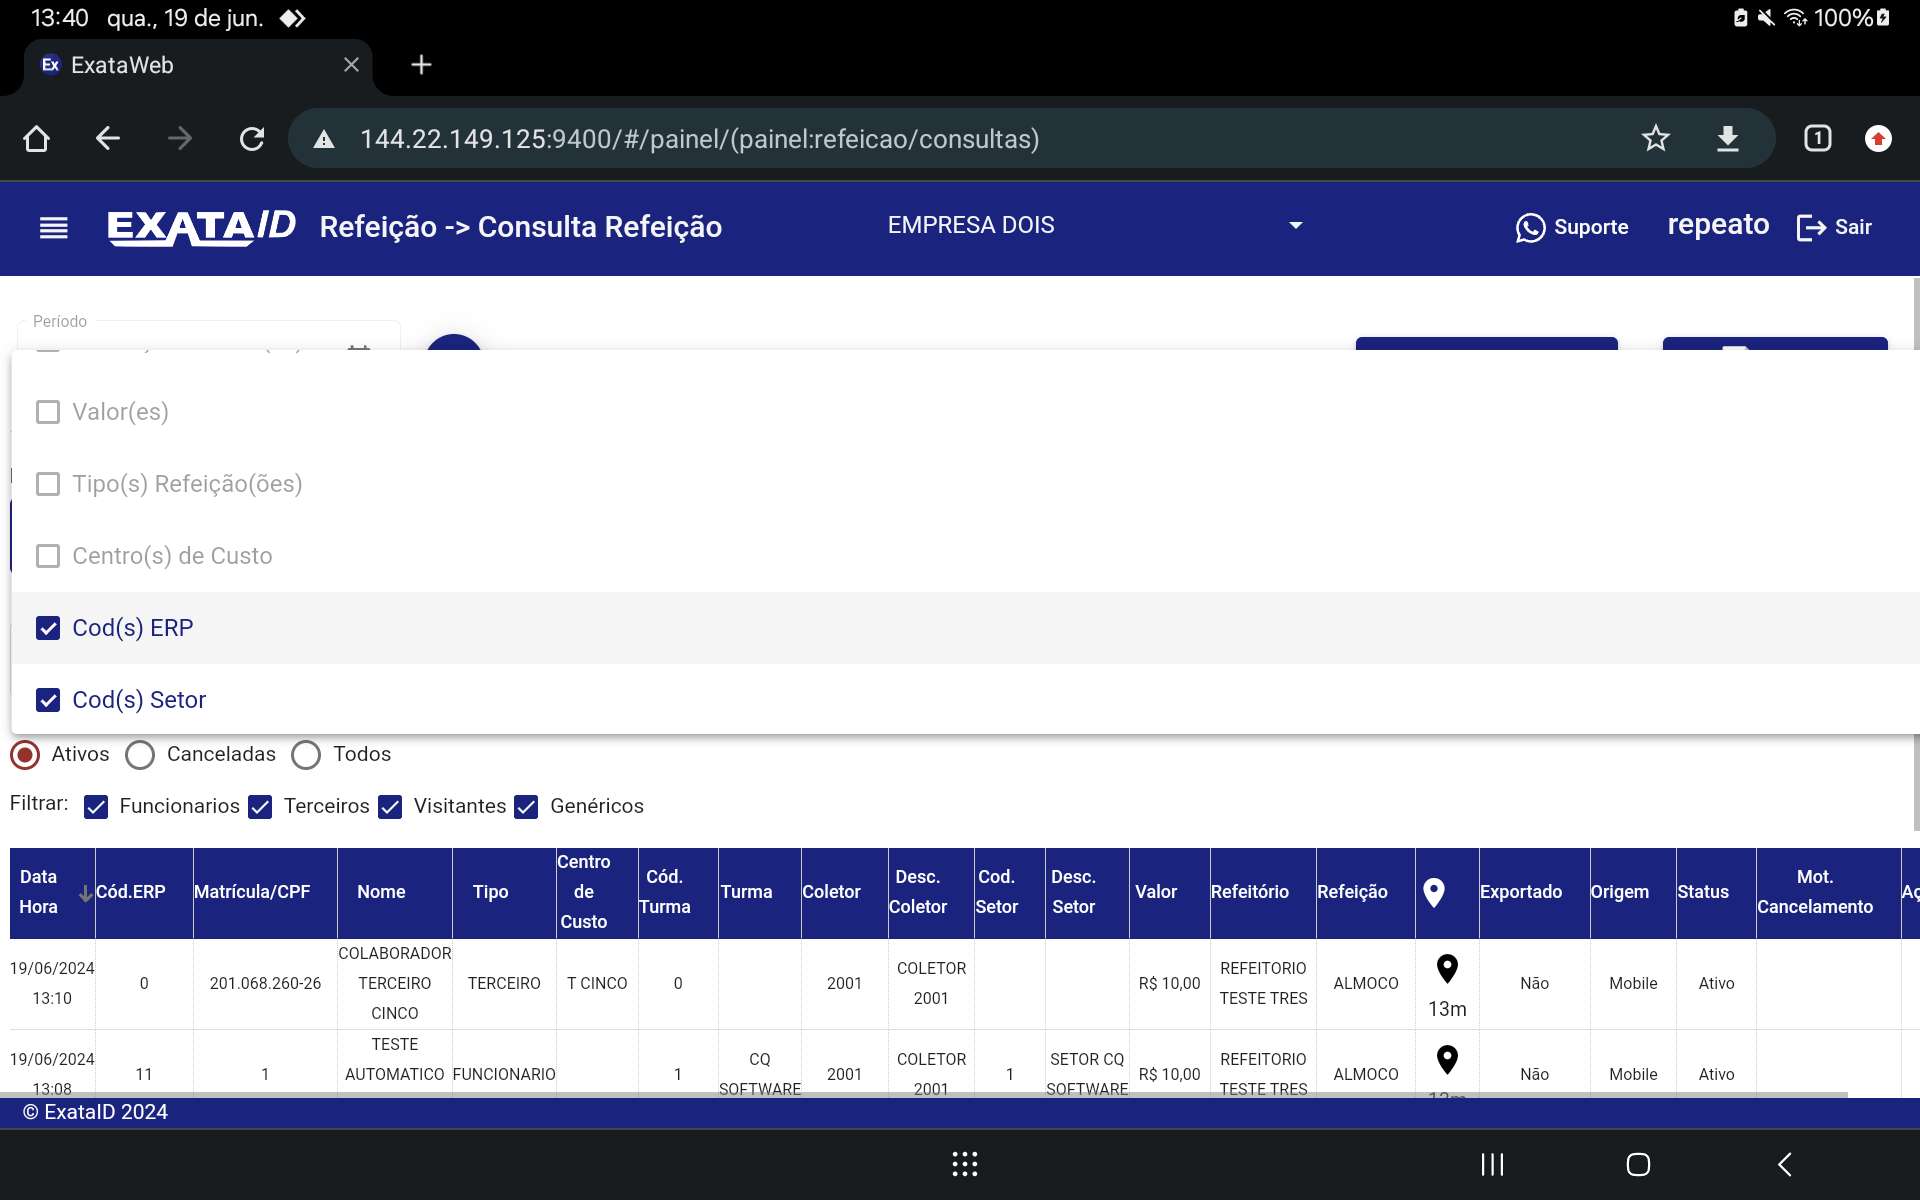 13:40 qua., 19 de jun. 100%
Ex ExataWeb
144.22.149.125:9400/#/painel/(painel:refeicao/consultas) 1
EXATA/ID Refeição -> Consulta Refeição EMPRESA DOIS Suporte repeato Sair
Período
Valor(es)
Tipo(s) Refeição(ões)
Centro(s) de Custo
Cod(s) ERP
Cod(s) Setor
Ativos Canceladas Todos
Filtrar: Funcionarios Terceiros Visitantes Genéricos
Data Hora Cód.ERP Matrícula/CPF Nome Tipo Centro de Custo Cód. Turma Turma Coletor Desc. Coletor Cod. Setor Desc. Setor Valor Refeitório Refeição Exportado Origem Status Mot. Cancelamento
19/06/2024 13:10 0 201.068.260-26 COLABORADOR TERCEIRO CINCO TERCEIRO T CINCO 0 2001 COLETOR 2001 R$ 10,00 REFEITORIO TESTE TRES ALMOCO 13m Não Mobile Ativo
19/06/2024 13:08 11 1 TESTE AUTOMATICO FUNCIONARIO 1 CQ SOFTWARE 2001 COLETOR 2001 1 SETOR CQ SOFTWARE R$ 10,00 REFEITORIO TESTE TRES ALMOCO Não Mobile Ativo
© ExataID 2024